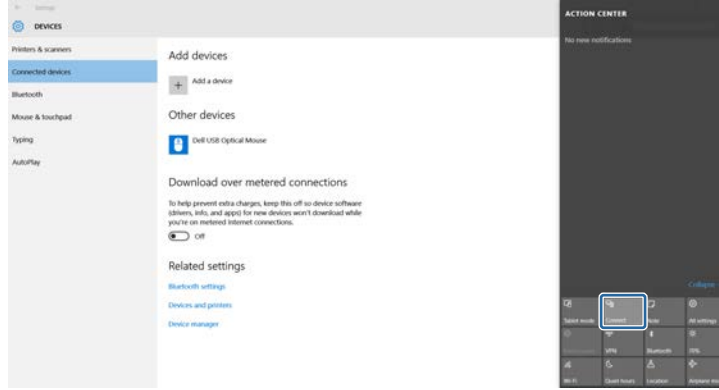 Settings
DEVICES
Printers & scanners
Connected devices
Bluetooth
Mouse & touchpad
Typing
AutoPlay
Add devices
Add a device
Other devices
Dell USB Optical Mouse
Download over metered connections
To help prevent extra charges, keep this off so device software
(drivers, info, and apps) for new devices won't download while
you're on metered Internet connections.
Off
Related settings
Bluetooth settings
Devices and printers
Device manager
ACTION CENTER
No new notifications
Collapse
Tablet mode Connect Note All settings
VPN Bluetooth
Wi-Fi Quiet hours Location Airplane mo